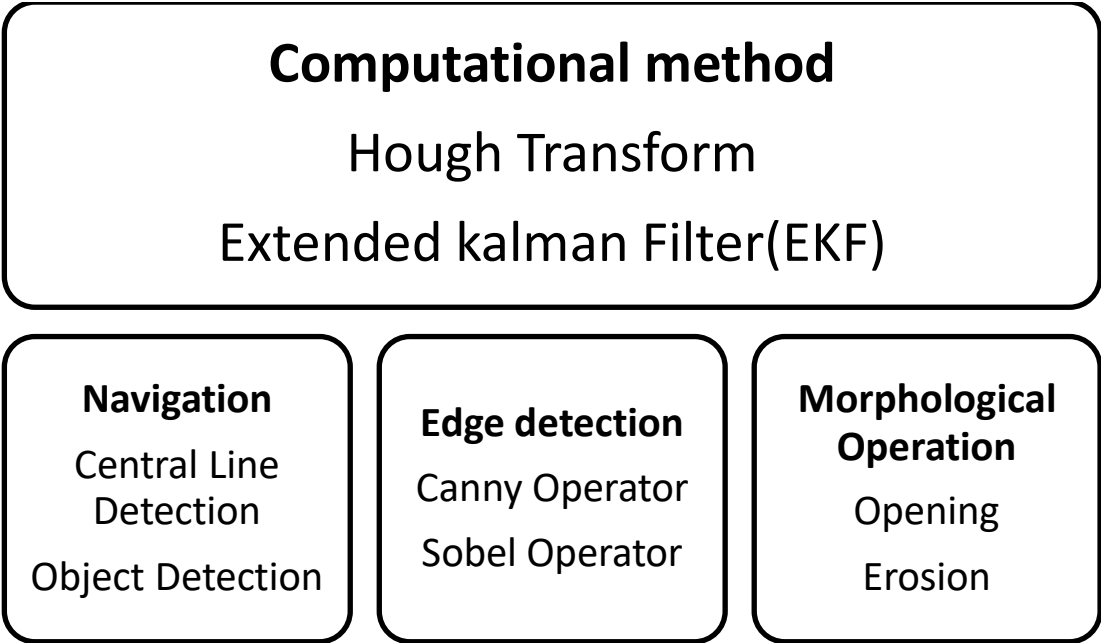 Computational method
Hough Transform
Extended kalman Filter(EKF)
Navigation
Central Line
Detection
Object Detection
Edge detection
Canny Operator
Sobel Operator
Morphological
Operation
Opening
Erosion